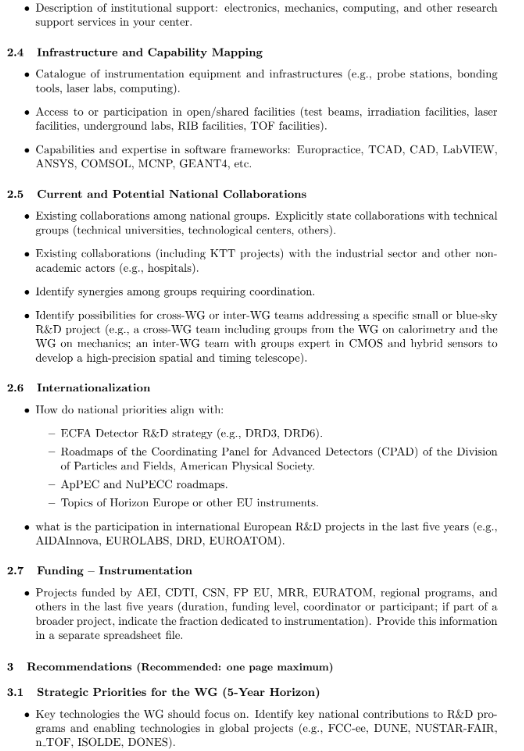 • Description of institutional support: electronics, mechanics, computing, and other research
support services in your center.
2.4 Infrastructure and Capability Mapping
• Catalogue of instrumentation equipment and infrastructures (e.g., probe stations, bonding
tools, laser labs, computing).
• Access to or participation in open/shared facilities (test beams, irradiation facilities, laser
facilities, underground labs, RIB facilities, TOF facilities).
• Capabilities and expertise in software frameworks: Europractice, TCAD, CAD, LabVIEW,
ANSYS, COMSOL, MCNP, GEANT4, etc.
2.5 Current and Potential National Collaborations
• Existing collaborations among national groups. Explicitly state collaborations with technical
groups (technical universities, technological centers, others).
• Existing collaborations (including KTT projects) with the industrial sector and other non-
academic actors (e.g., hospitals).
• Identify synergies among groups requiring coordination.
• Identify possibilities for cross-WG or inter-WG teams addressing a specific small or blue-sky
R&D project (e.g., a cross-WG team including groups from the WG on calorimetry and the
WG on mechanics; an inter-WG team with groups expert in CMOS and hybrid sensors to
develop a high-precision spatial and timing telescope).
2.6 Internationalization
• How do national priorities align with:
– ECFA Detector R&D strategy (e.g., DRD3, DRD6).
– Roadmaps of the Coordinating Panel for Advanced Detectors (CPAD) of the Division
of Particles and Fields, American Physical Society.
– ApPEC and NuPECC roadmaps.
– Topics of Horizon Europe or other EU instruments.
• what is the participation in international European R&D projects in the last five years (e.g.,
AIDAInnova, EUROLABS, DRD, EUROATOM).
2.7 Funding – Instrumentation
• Projects funded by AEI, CDTI, CSN, FP EU, MRR, EURATOM, regional programs, and
others in the last five years (duration, funding level, coordinator or participant; if part of a
broader project, indicate the fraction dedicated to instrumentation). Provide this information
in a separate spreadsheet file.
3 Recommendations (Recommended: one page maximum)
3.1 Strategic Priorities for the WG (5-Year Horizon)
• Key technologies the WG should focus on. Identify key national contributions to R&D pro-
grams and enabling technologies in global projects (e.g., FCC-ee, DUNE, NUSTAR-FAIR,
n_TOF, ISOLDE, DONES).